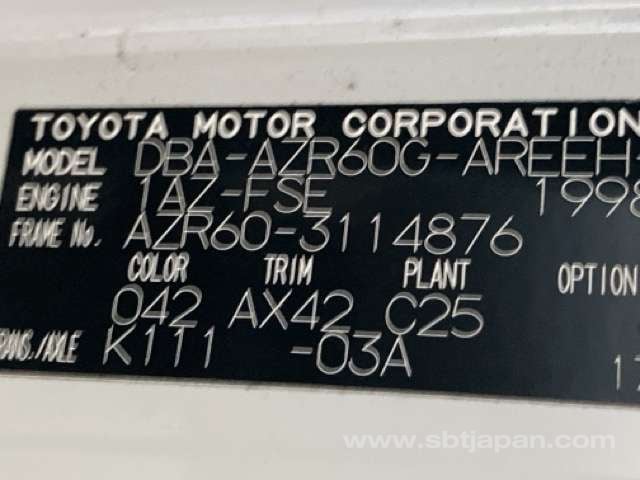 TOYOTA MOTOR CORPORATION
MODEL DBA-AZR60G-AREEH
ENGINE 1AZ-FSE 1998
FRAME No. AZR60-3114876
COLOR TRIM PLANT OPTION
042 AX42 C25
TRANS./AXLE K111 -03A 17
www.sbtjapan.com